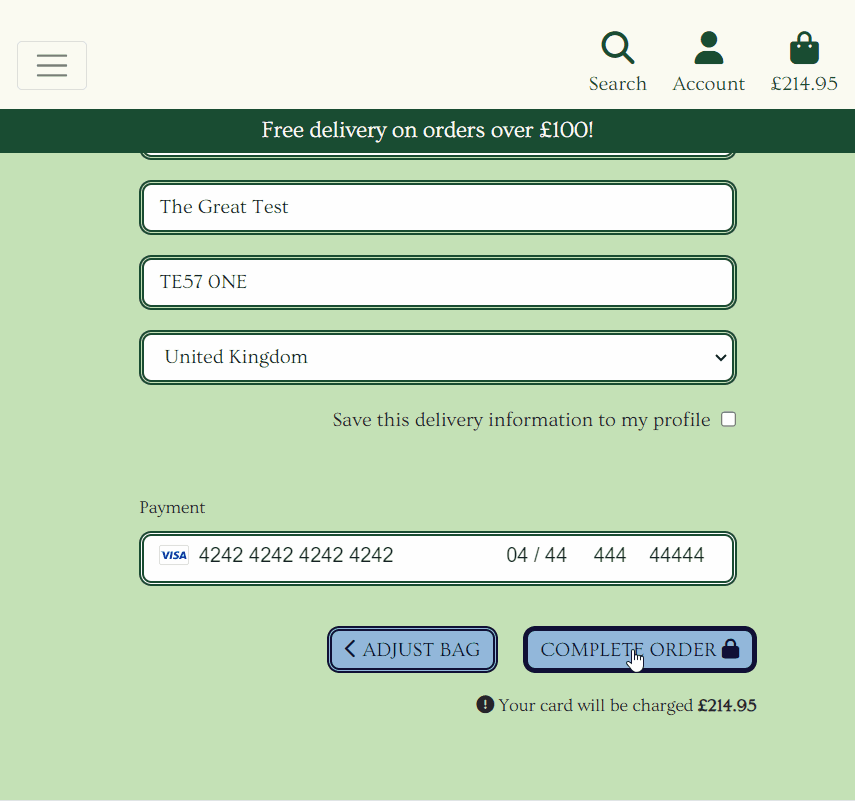 Search
Account
£214.95
Free delivery on orders over £100!
The Great Test
TE57 0NE
United Kingdom
Save this delivery information to my profile
Payment
VISA 4242 4242 4242 4242 04 / 44 444 44444
ADJUST BAG
COMPLETE ORDER
Your card will be charged £214.95